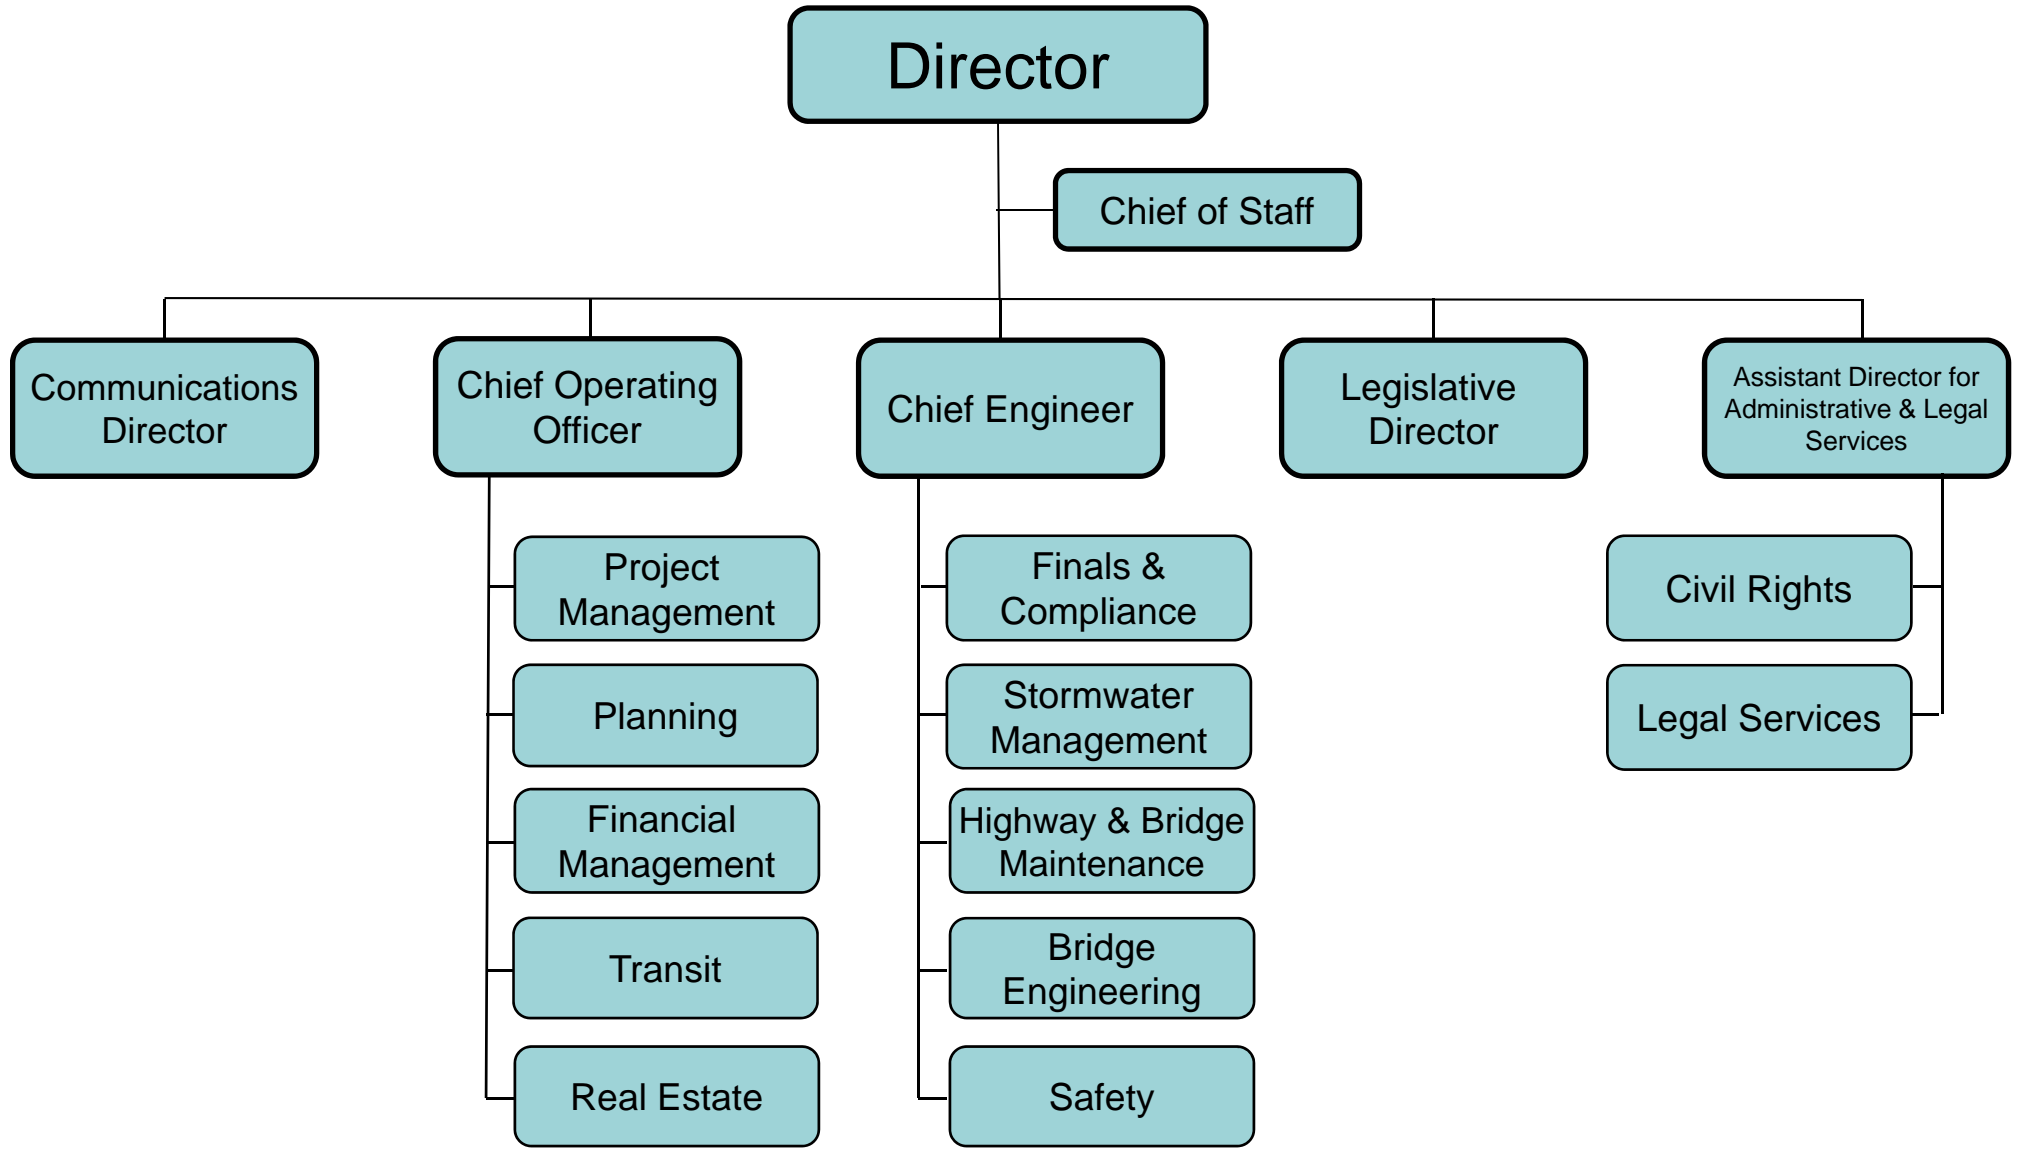 Director
Chief of Staff
Communications
Director
Chief Operating
Officer
Chief Engineer
Legislative
Director
Assistant Director for
Administrative & Legal
Services
Project
Management
Planning
Financial
Management
Transit
Real Estate
Finals &
Compliance
Stormwater
Management
Highway & Bridge
Maintenance
Bridge
Engineering
Safety
Civil Rights
Legal Services